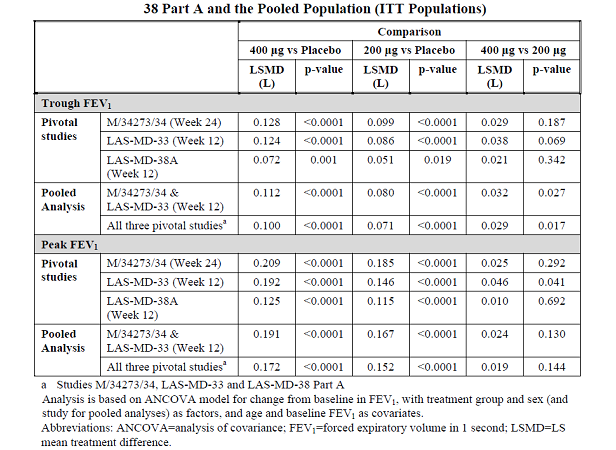 38 Part A and the Pooled Population (ITT Populations)
Comparison
400 µg vs Placebo 200 µg vs Placebo 400 µg vs 200 µg
LSMD (L) p-value LSMD (L) p-value LSMD (L) p-value
Trough FEV1
Pivotal studies M/34273/34 (Week 24) 0.128 <0.0001 0.099 <0.0001 0.029 0.187
LAS-MD-33 (Week 12) 0.124 <0.0001 0.086 <0.0001 0.038 0.069
LAS-MD-38A (Week 12) 0.072 0.001 0.051 0.019 0.021 0.342
Pooled Analysis M/34273/34 & LAS-MD-33 (Week 12) 0.112 <0.0001 0.080 <0.0001 0.032 0.027
All three pivotal studiesa 0.100 <0.0001 0.071 <0.0001 0.029 0.017
Peak FEV1
Pivotal studies M/34273/34 (Week 24) 0.209 <0.0001 0.185 <0.0001 0.025 0.292
LAS-MD-33 (Week 12) 0.192 <0.0001 0.146 <0.0001 0.046 0.041
LAS-MD-38A (Week 12) 0.125 <0.0001 0.115 <0.0001 0.010 0.692
Pooled Analysis M/34273/34 & LAS-MD-33 (Week 12) 0.191 <0.0001 0.167 <0.0001 0.024 0.130
All three pivotal studiesa 0.172 <0.0001 0.152 <0.0001 0.019 0.144
a Studies M/34273/34, LAS-MD-33 and LAS-MD-38 Part A
Analysis is based on ANCOVA model for change from baseline in FEV1, with treatment group and sex (and
study for pooled analyses) as factors, and age and baseline FEV1 as covariates.
Abbreviations: ANCOVA=analysis of covariance; FEV1=forced expiratory volume in 1 second; LSMD=LS
mean treatment difference.